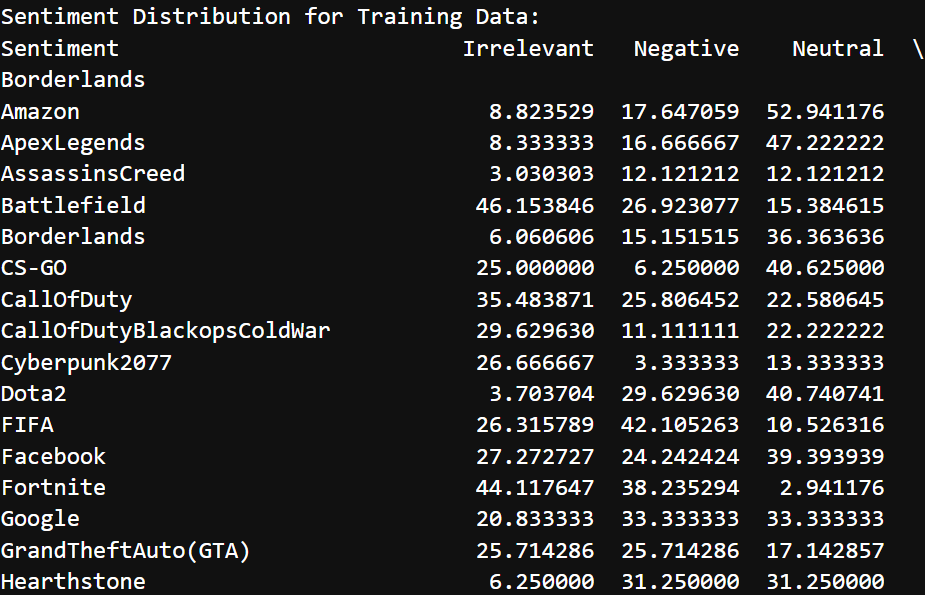 Sentiment Distribution for Training Data:
Sentiment                          Irrelevant   Negative    Neutral  \
Borderlands
Amazon                               8.823529  17.647059  52.941176
ApexLegends                          8.333333  16.666667  47.222222
AssassinsCreed                       3.030303  12.121212  12.121212
Battlefield                         46.153846  26.923077  15.384615
Borderlands                          6.060606  15.151515  36.363636
CS-GO                               25.000000   6.250000  40.625000
CallOfDuty                          35.483871  25.806452  22.580645
CallOfDutyBlackopsColdWar           29.629630  11.111111  22.222222
Cyberpunk2077                       26.666667   3.333333  13.333333
Dota2                                3.703704  29.629630  40.740741
FIFA                                26.315789  42.105263  10.526316
Facebook                            27.272727  24.242424  39.393939
Fortnite                            44.117647  38.235294   2.941176
Google                              20.833333  33.333333  33.333333
GrandTheftAuto(GTA)                 25.714286  25.714286  17.142857
Hearthstone                          6.250000  31.250000  31.250000